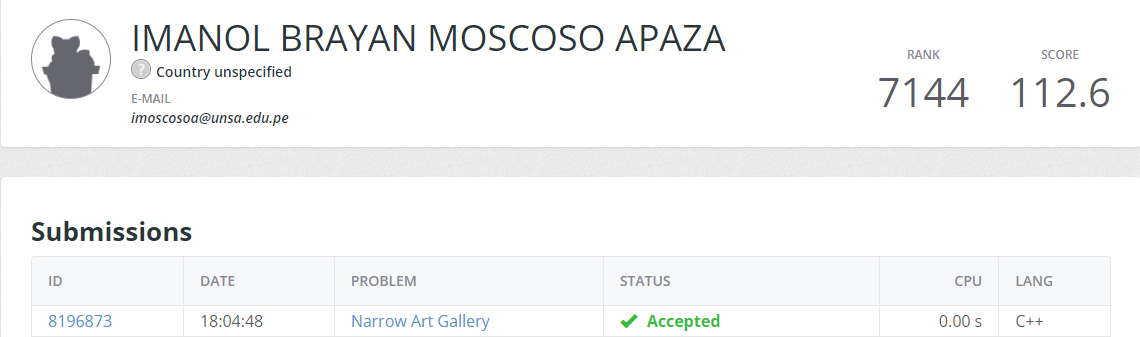 IMANOL BRAYAN MOSCOSO APAZA
? Country unspecified
E-MAIL
imoscosoa@unsa.edu.pe
RANK SCORE
7144 112.6
Submissions
ID DATE PROBLEM STATUS CPU LANG
8196873 18:04:48 Narrow Art Gallery Accepted 0.00 s C++